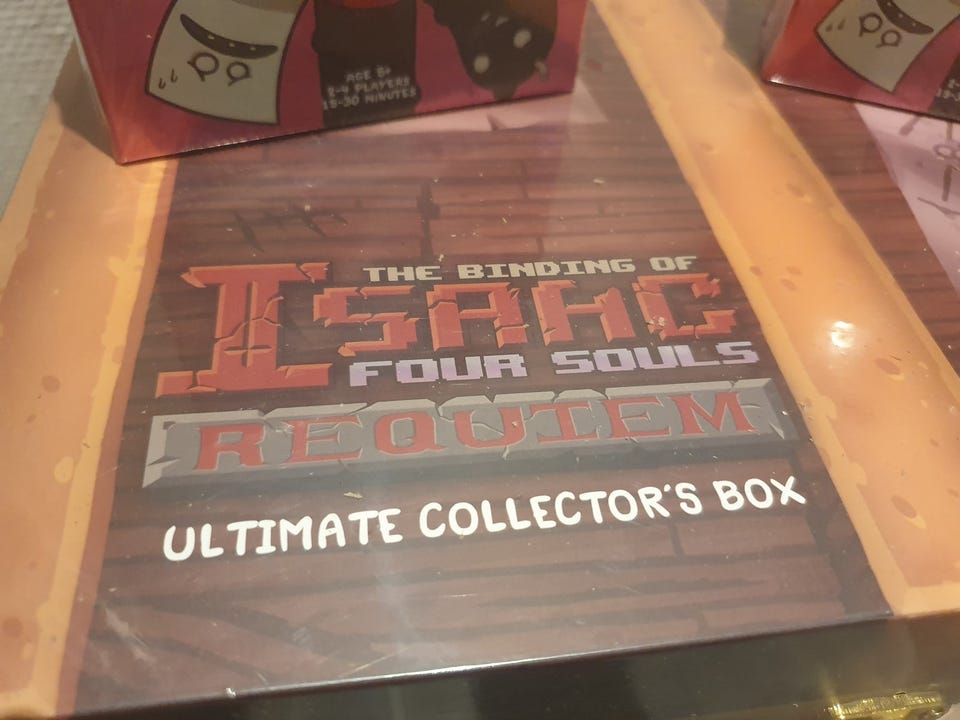 AGE 8+
2-4 PLAYERS
15-30 MINUTES
THE BINDING OF
ISAAC
FOUR SOULS
REQUIEM
ULTIMATE COLLECTOR'S BOX